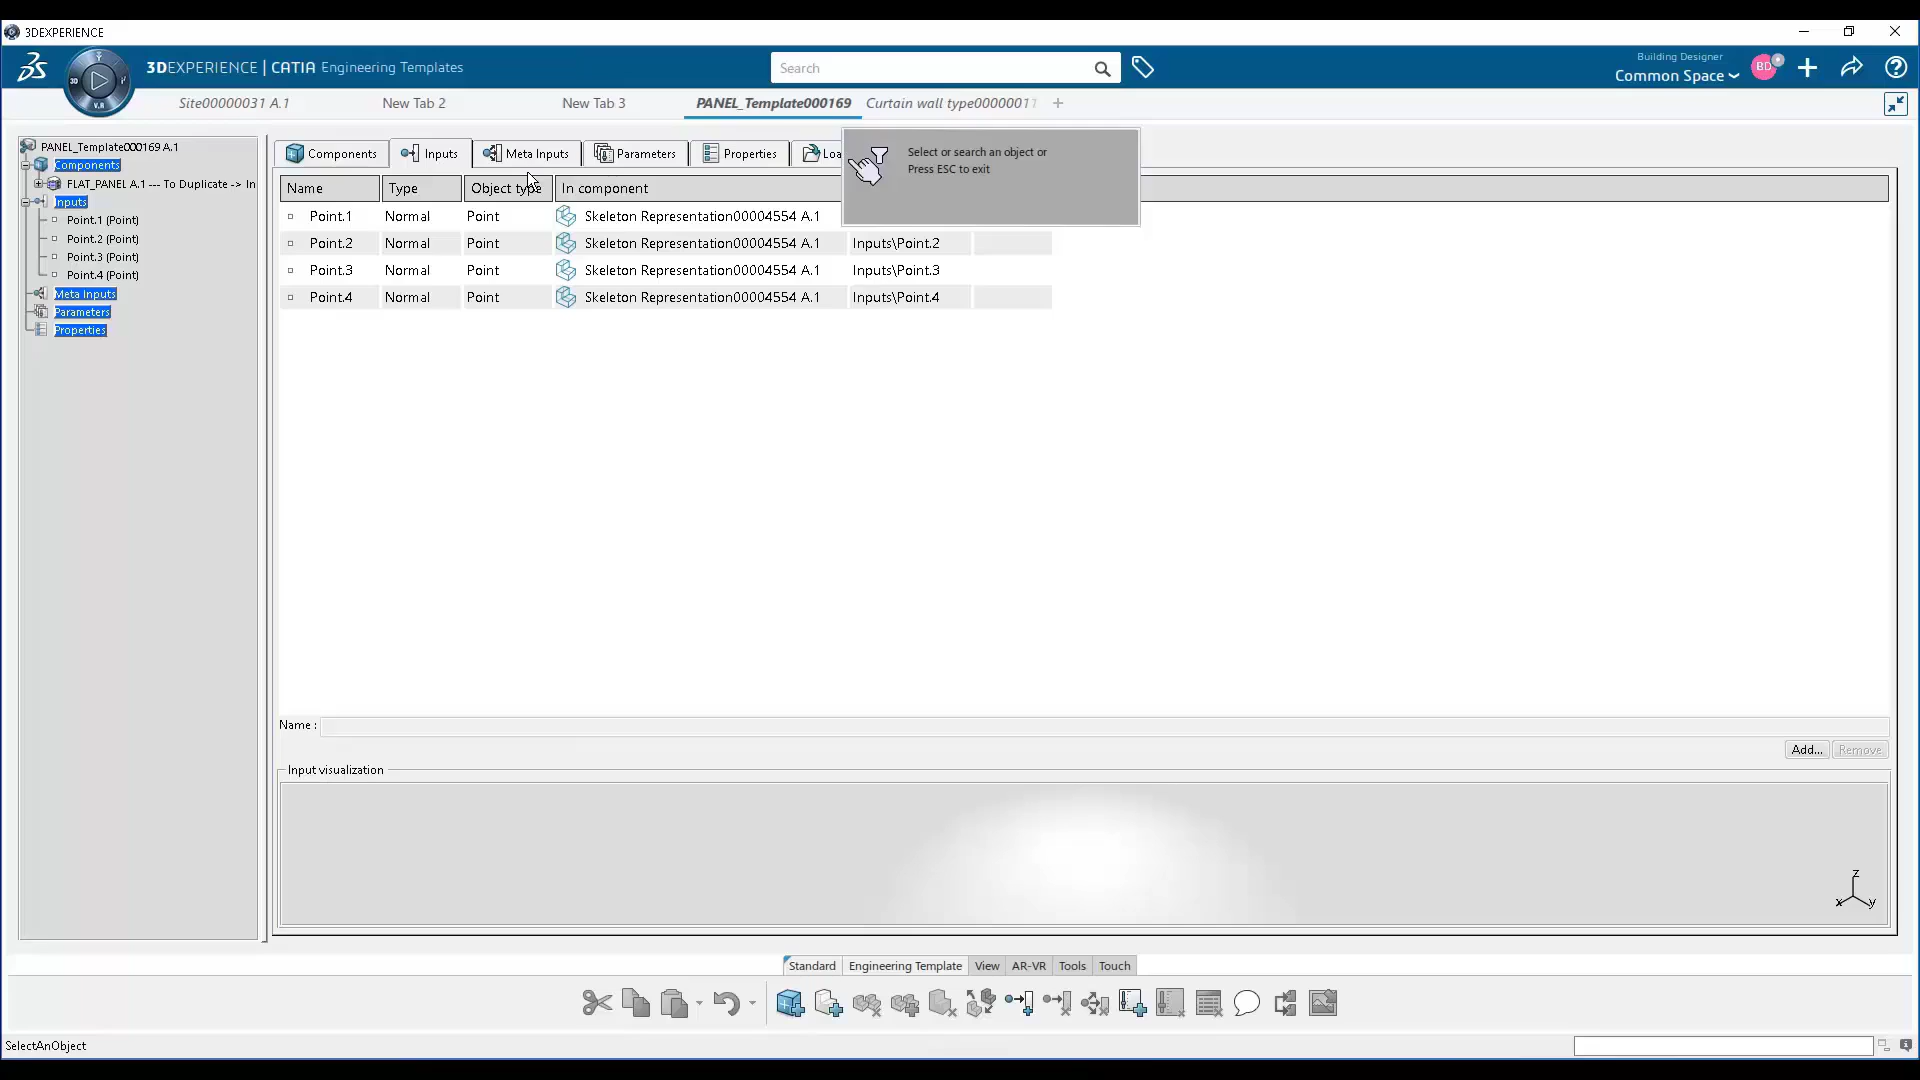 3DEXPERIENCE
3DEXPERIENCE | CATIA Engineering Templates
Search
Building Designer
Common Space
BD
3D
V.R
Site00000031 A.1
New Tab 2
New Tab 3
PANEL_Template000169
Curtain wall type00000011
PANEL_Template000169 A.1
Components
FLAT_PANEL A.1 --- To Duplicate -> In
Inputs
Point.1 (Point)
Point.2 (Point)
Point.3 (Point)
Point.4 (Point)
Meta Inputs
Parameters
Properties
Components
Inputs
Meta Inputs
Parameters
Properties
Loa
Select or search an object or
Press ESC to exit
Name Type Object type In component
Point.1 Normal Point Skeleton Representation00004554 A.1
Point.2 Normal Point Skeleton Representation00004554 A.1 Inputs\Point.2
Point.3 Normal Point Skeleton Representation00004554 A.1 Inputs\Point.3
Point.4 Normal Point Skeleton Representation00004554 A.1 Inputs\Point.4
Name :
Add... Remove
Input visualization
z
x y
Standard Engineering Template View AR-VR Tools Touch
SelectAnObject